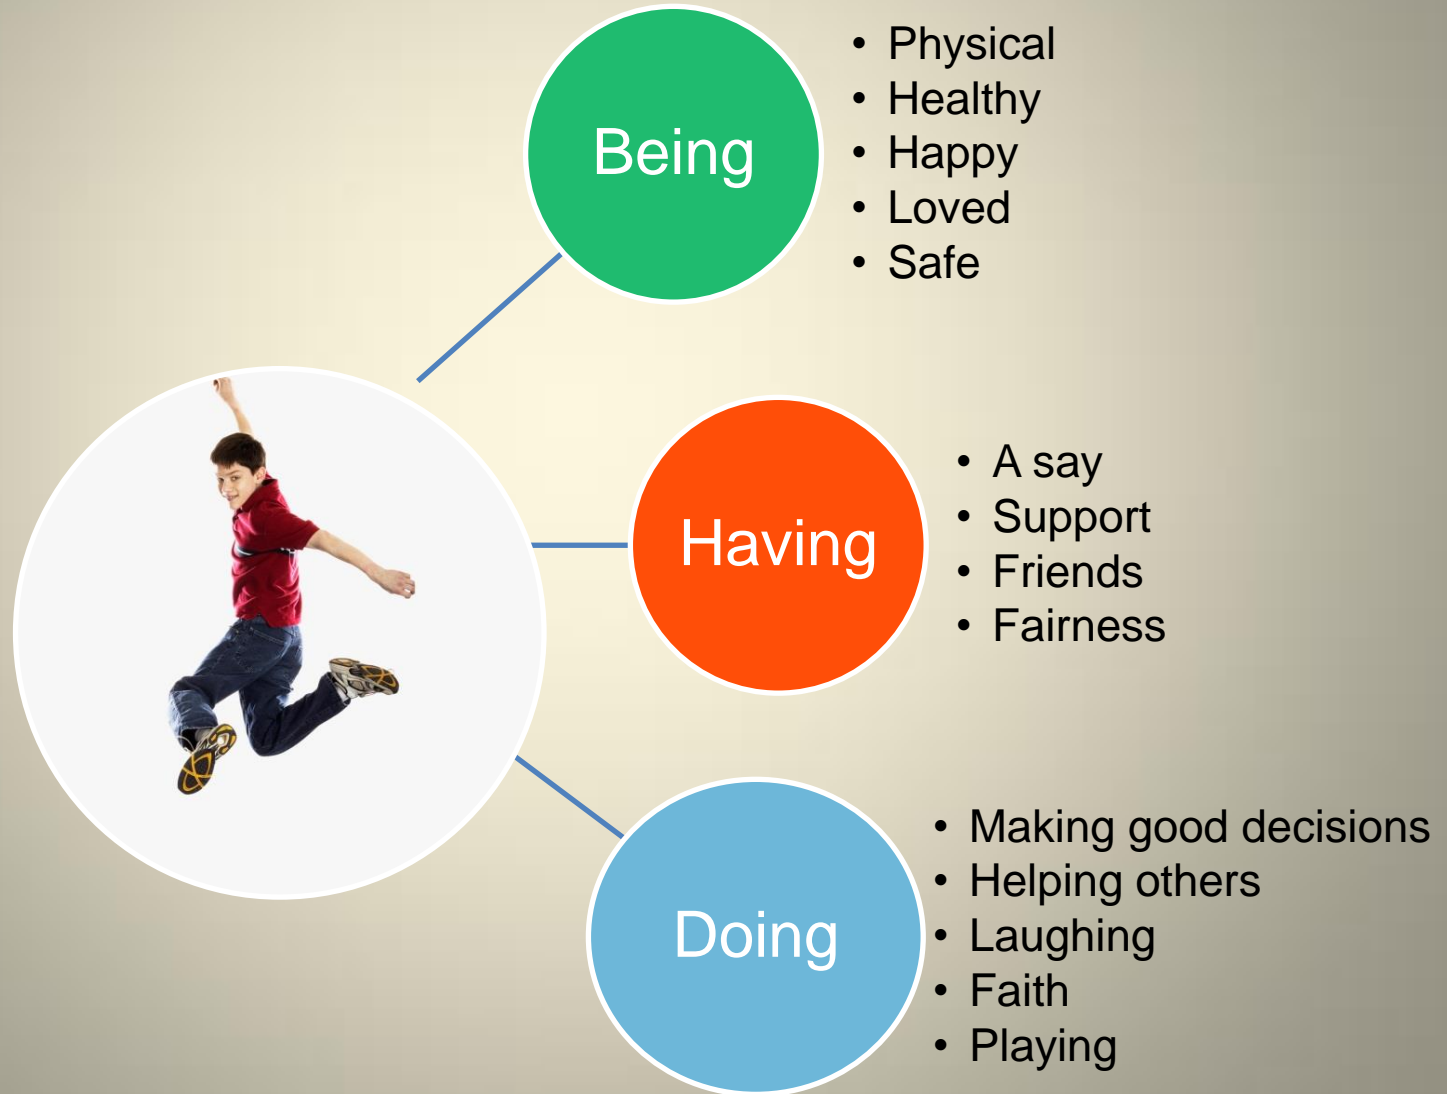 Being
• Physical
• Healthy
• Happy
• Loved
• Safe
Having
• A say
• Support
• Friends
• Fairness
Doing
• Making good decisions
• Helping others
• Laughing
• Faith
• Playing